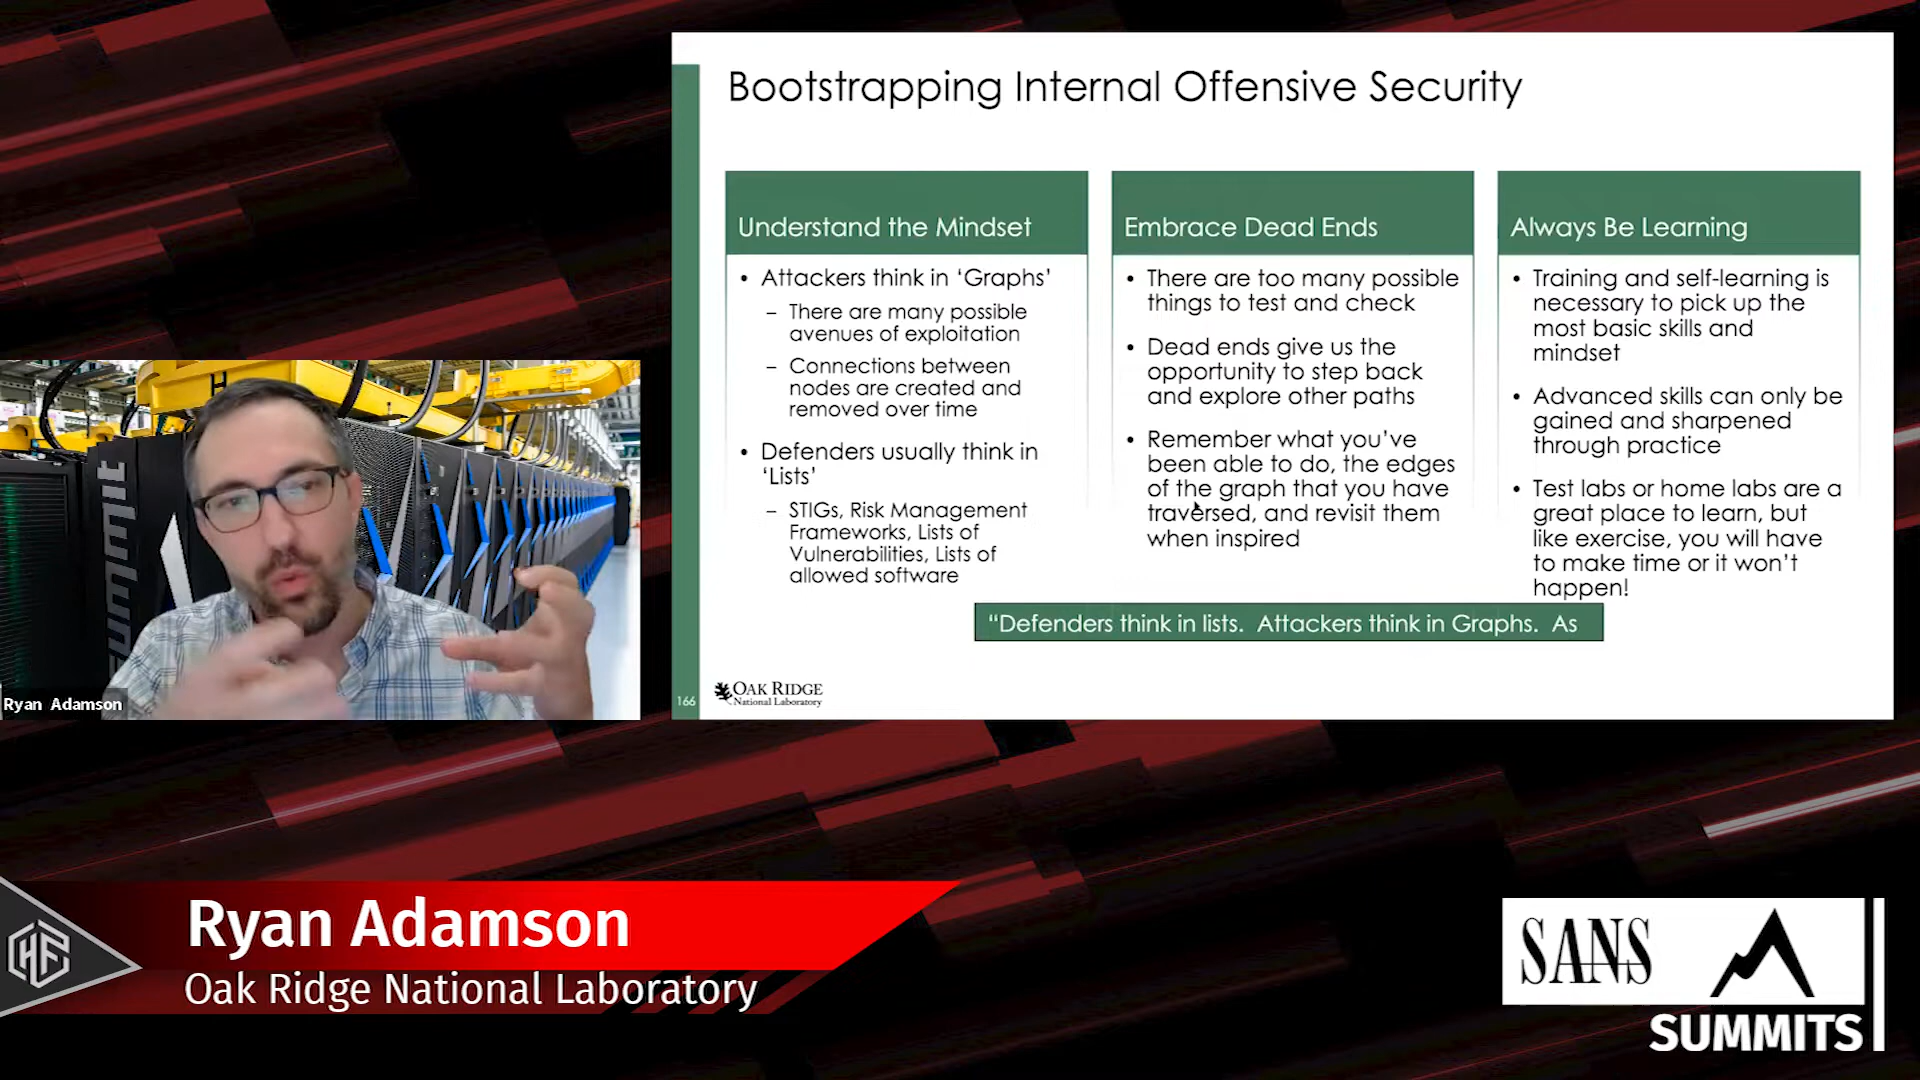 Bootstrapping Internal Offensive Security
Understand the Mindset
• Attackers think in ‘Graphs’
– There are many possible
avenues of exploitation
– Connections between
nodes are created and
removed over time
• Defenders usually think in
‘Lists’
– STIGs, Risk Management
Frameworks, Lists of
Vulnerabilities, Lists of
allowed software
Embrace Dead Ends
• There are too many possible
things to test and check
• Dead ends give us the
opportunity to step back
and explore other paths
• Remember what you’ve
been able to do, the edges
of the graph that you have
traversed, and revisit them
when inspired
Always Be Learning
• Training and self-learning is
necessary to pick up the
most basic skills and
mindset
• Advanced skills can only be
gained and sharpened
through practice
• Test labs or home labs are a
great place to learn, but
like exercise, you will have
to make time or it won’t
happen!
“Defenders think in lists.  Attackers think in Graphs.  As
166
OAK RIDGE
National Laboratory
summit
Ryan Adamson
Ryan Adamson
Oak Ridge National Laboratory
HF
SANS
SUMMITS